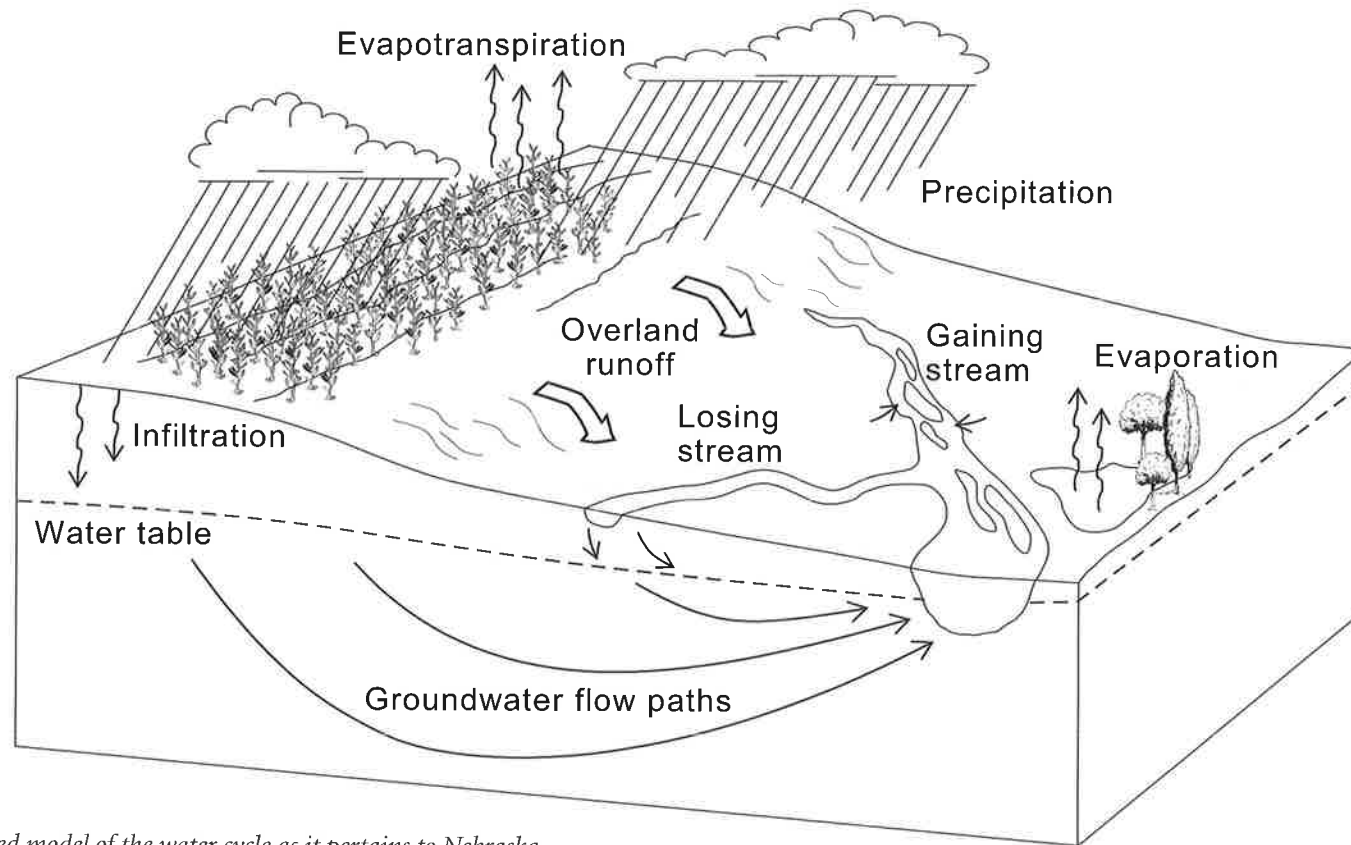 Evapotranspiration
Precipitation
Overland
runoff
Gaining
stream
Evaporation
Losing
stream
Infiltration
Water table
Groundwater flow paths
model of the water cycle as it pertains to Nebraska